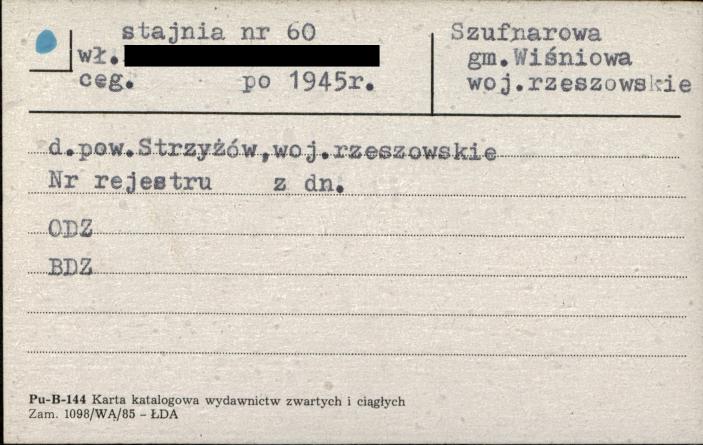 stajnia nr 60
wł.
ceg. po 1945r.
Szufnarowa
gm.Wiśniowa
woj.rzeszowskie
d.pow.Strzyżów,woj.rzeszowskie
Nr rejestru z dn.
ODZ
BDZ
Pu-B-144 Karta katalogowa wydawnictw zwartych i ciągłych
Zam. 1098/WA/85 - ŁDA